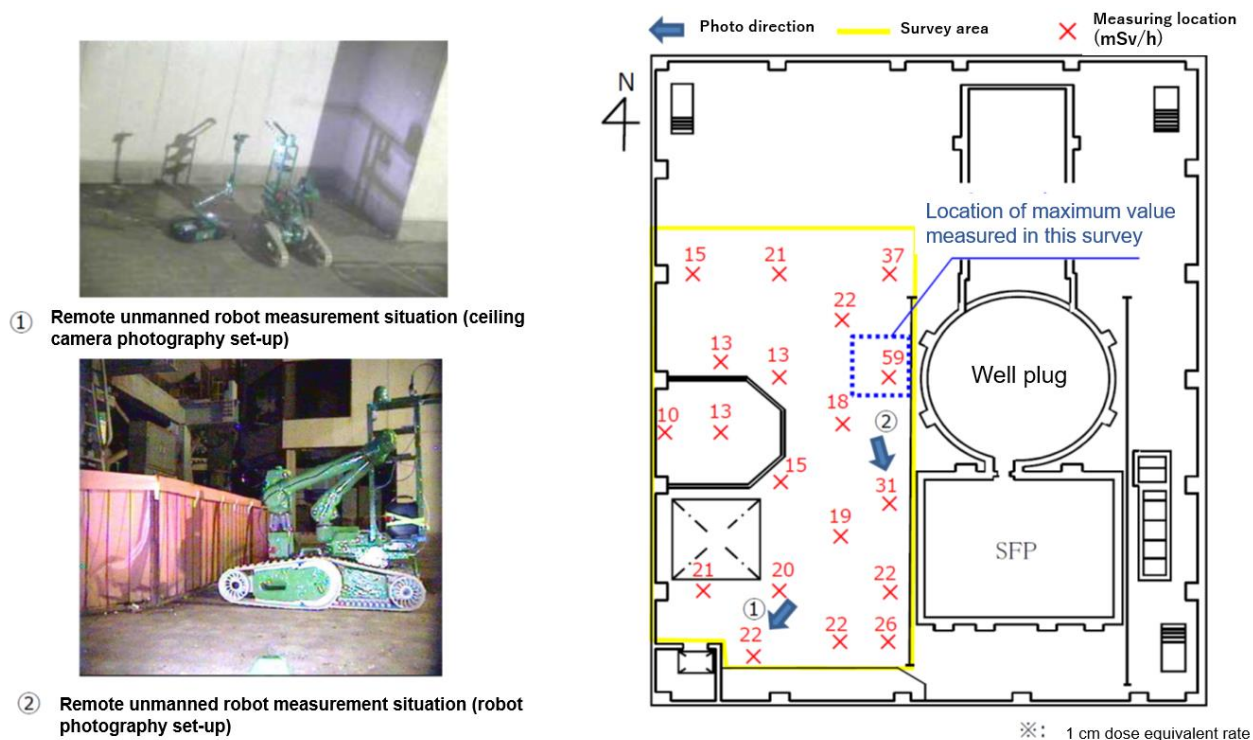 Photo direction
Survey area
Measuring location
(mSv/h)
N
Location of maximum value
measured in this survey
15
21
37
22
59
13
13
10
13
18
②
15
31
19
21
20
22
①
22
22
26
Well plug
SFP
①
Remote unmanned robot measurement situation (ceiling
camera photography set-up)
②
Remote unmanned robot measurement situation (robot
photography set-up)
※: 1 cm dose equivalent rate